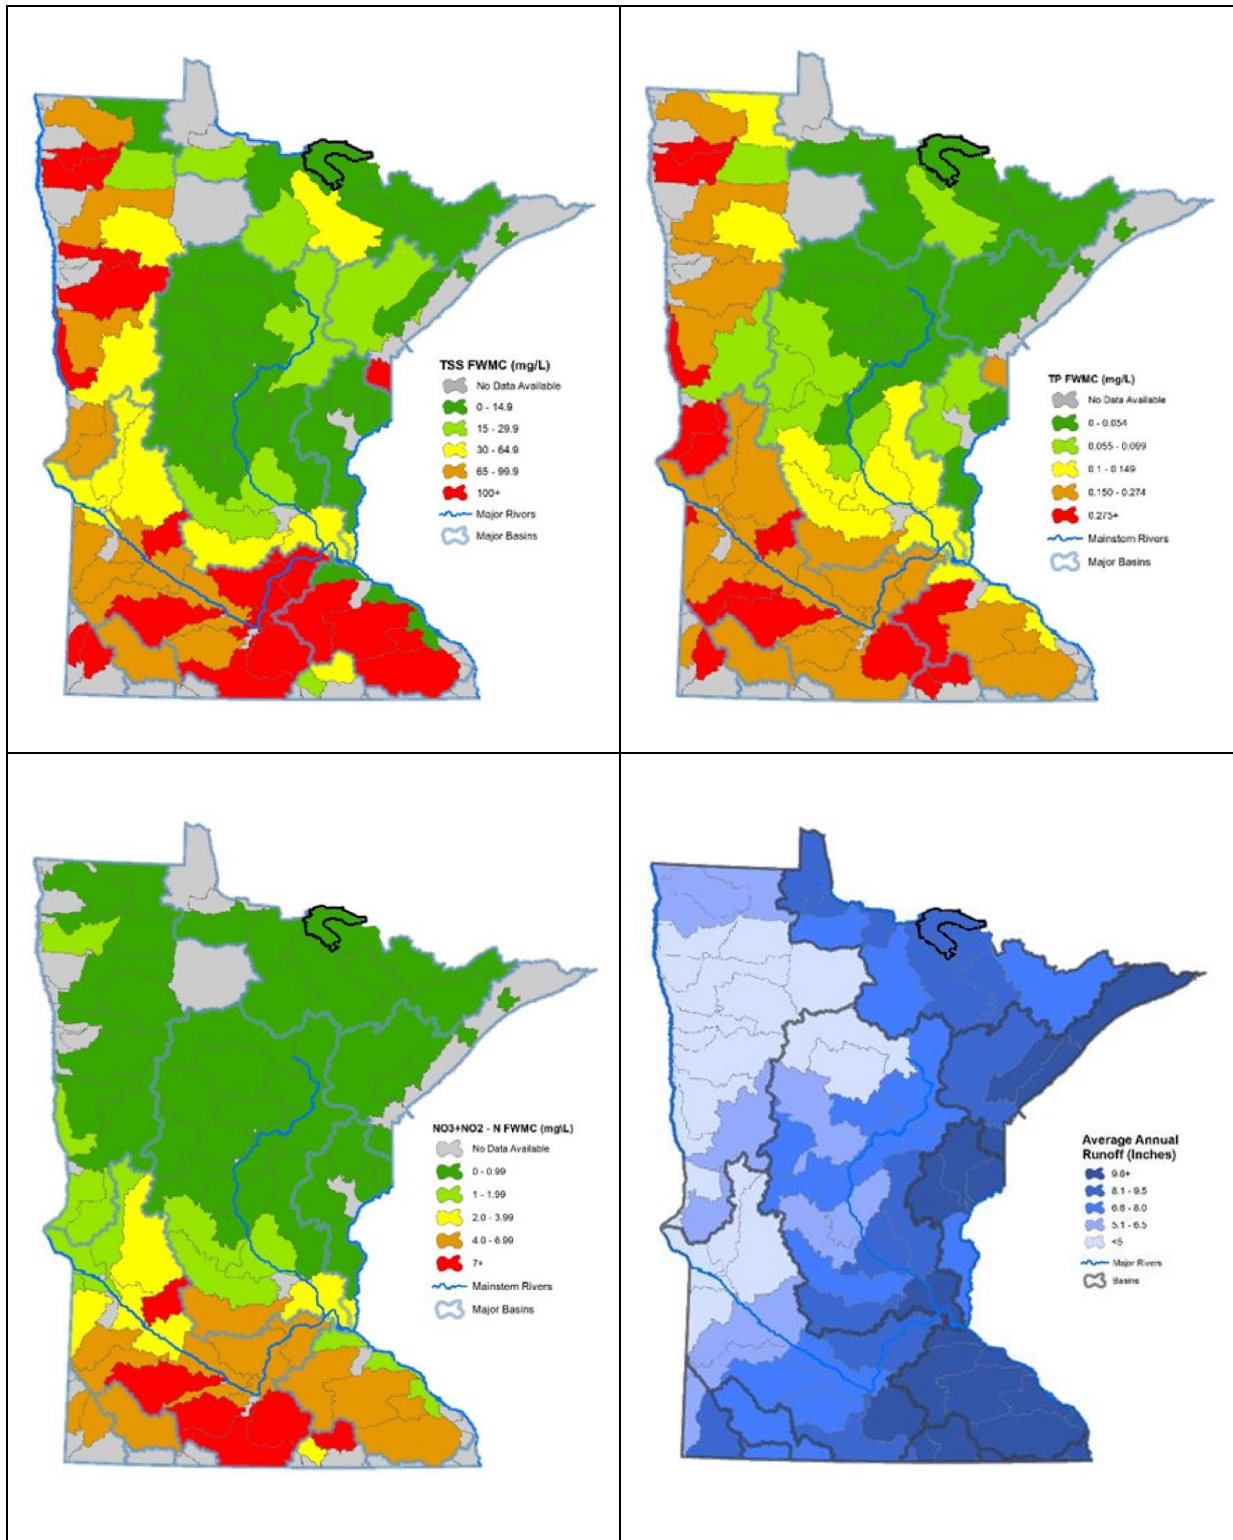 TSS FWMC (mg/L)
No Data Available
0 - 14.9
15 - 29.9
30 - 64.9
65 - 99.9
100+
Major Rivors
Major Basins
TP FWMC (mg/L)
No Data Available
0 - 0.054
0.055 - 0.099
0.1 - 0.149
0.150 - 0.274
0.275+
Mainstom Rivers
Major Basins
NO3+NO2 - N FWMC (mg\L)
No Data Available
0 - 0.99
1 - 1.99
2.0 - 3.99
4.0 - 6.99
7+
Mainstem Rivers
Major Basins
Average Annual
Runoff (Inches)
9.6+
8.1 - 9.5
6.6 - 8.0
5.1 - 6.5
<5
Major Rivers
Basins